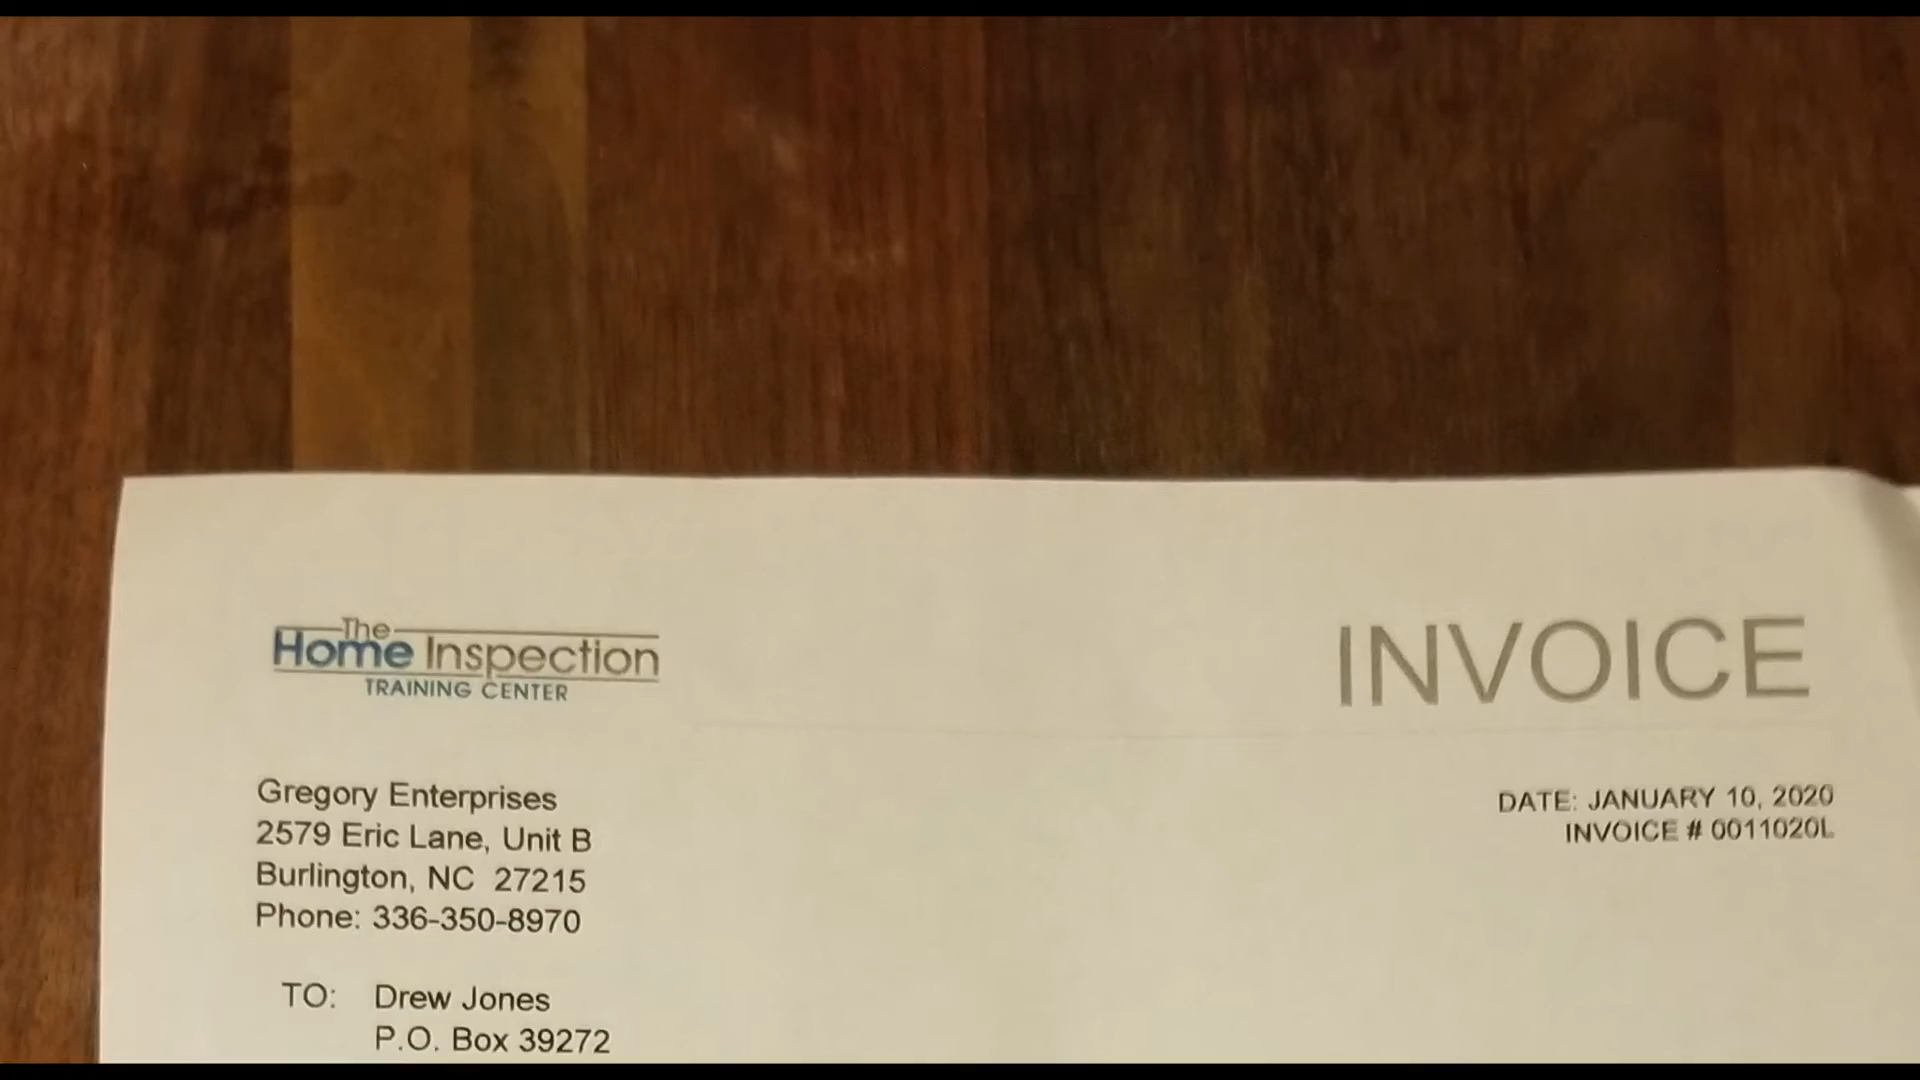 The
Home Inspection
TRAINING CENTER
INVOICE
Gregory Enterprises
2579 Eric Lane, Unit B
Burlington, NC 27215
Phone: 336-350-8970
DATE: JANUARY 10, 2020
INVOICE # 0011020L
TO: Drew Jones
P.O. Box 39272